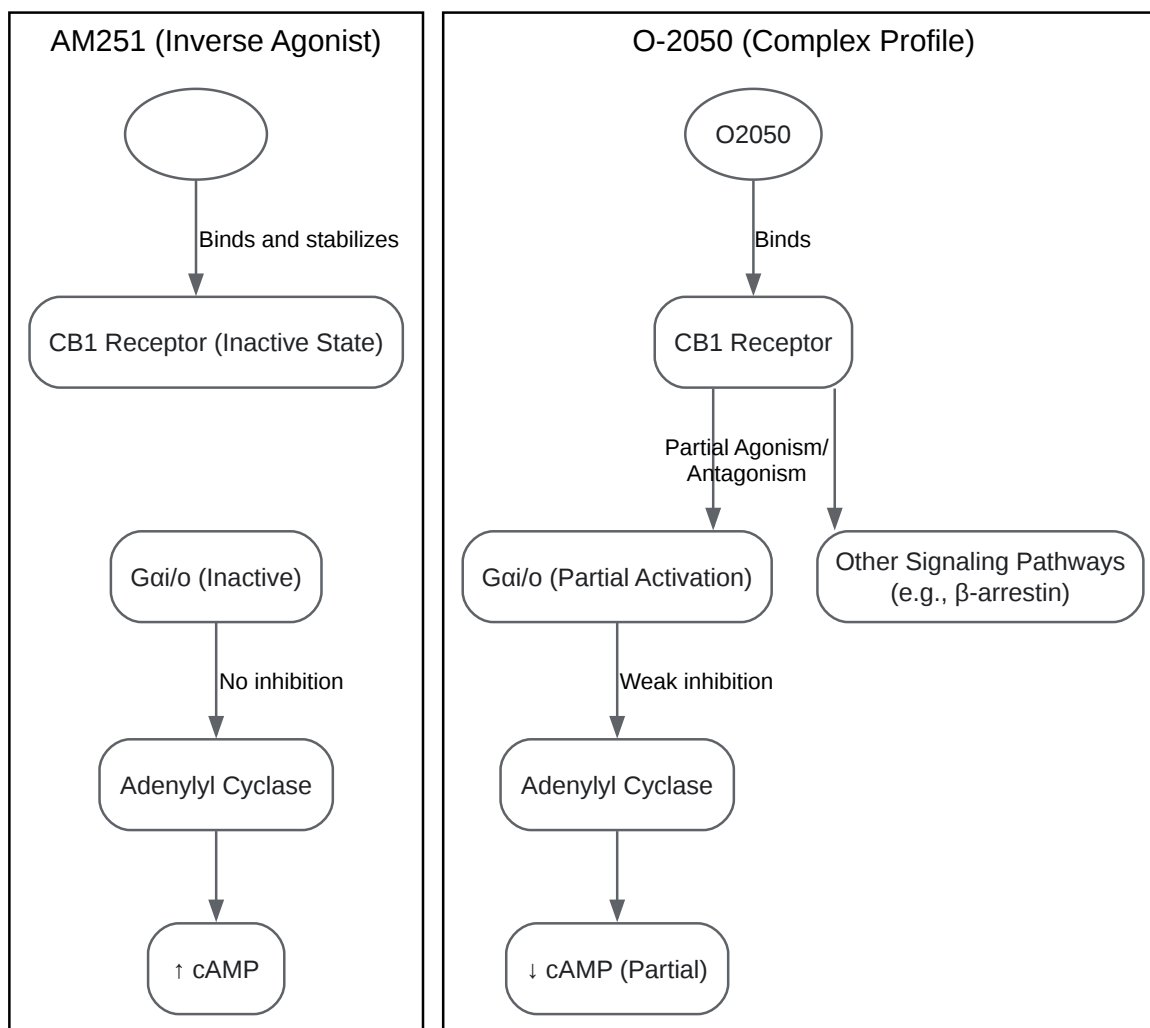 AM251 (Inverse Agonist)
Binds and stabilizes
CB1 Receptor (Inactive State)
Gαi/o (Inactive)
No inhibition
Adenylyl Cyclase
↑ cAMP
O-2050 (Complex Profile)
O2050
Binds
CB1 Receptor
Partial Agonism/
Antagonism
Gαi/o (Partial Activation)
Other Signaling Pathways
(e.g., β-arrestin)
Weak inhibition
Adenylyl Cyclase
↓ cAMP (Partial)